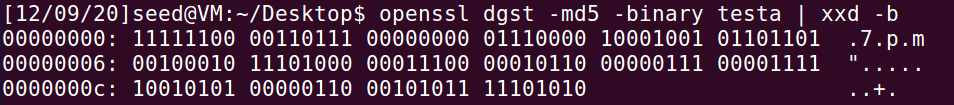 [12/09/20]seed@VM:~/Desktop$ openssl dgst -md5 -binary testa | xxd -b
00000000: 11111100 00110111 00000000 01110000 10001001 01101101  .7.p.m
00000006: 00100010 11101000 00011100 00010110 00000111 00001111  ".....
0000000c: 10010101 00000110 00101011 11101010                    ..+.